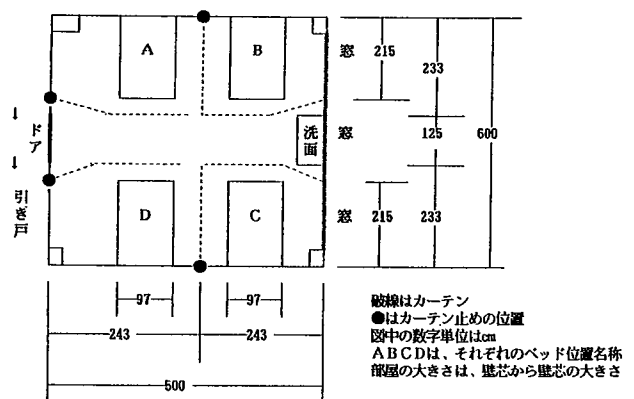 A
B
窓
215
233
ドア
洗面
窓
125
600
引き戸
D
C
窓
215
233
97
97
243
243
500
破線はカーテン
●はカーテン止めの位置
図中の数字単位は㎝
ABCDは、それぞれのベッド位置名称
部屋の大きさは、壁芯から壁芯の大きさ